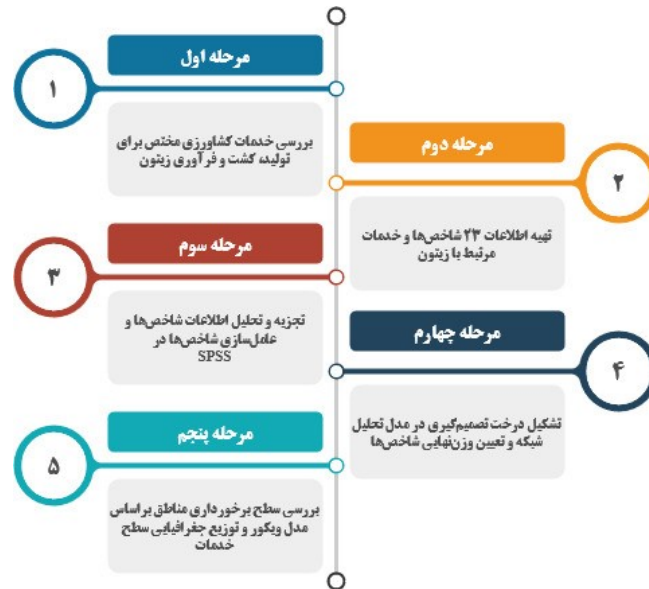 مرحله اول
۱
بررسی خدمات کشاورزی مختص برای
تولید، کشت و فرآوری زیتون
مرحله دوم
۲
تهیه اطلاعات ۲۳ شاخص‌ها و خدمات
مرتبط با زیتون
مرحله سوم
۳
تجزیه و تحلیل اطلاعات شاخص‌ها و
عامل‌سازی شاخص‌ها در
SPSS
مرحله چهارم
۴
تشکیل درخت تصمیم‌گیری در مدل تحلیل
شبکه و تعیین وزن‌نهایی شاخص‌ها
مرحله پنجم
۵
بررسی سطح برخورداری مناطق براساس
مدل ویکور و توزیع جغرافیایی سطح
خدمات